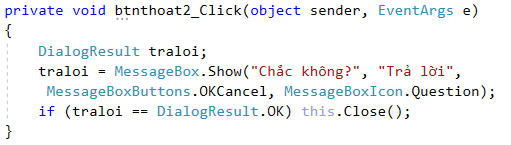 private void btnthoat2_Click(object sender, EventArgs e)
{
DialogResult traloi;
traloi = MessageBox.Show("Chắc không?", "Trả lời",
MessageBoxButtons.OKCancel, MessageBoxIcon.Question);
if (traloi == DialogResult.OK) this.Close();
}